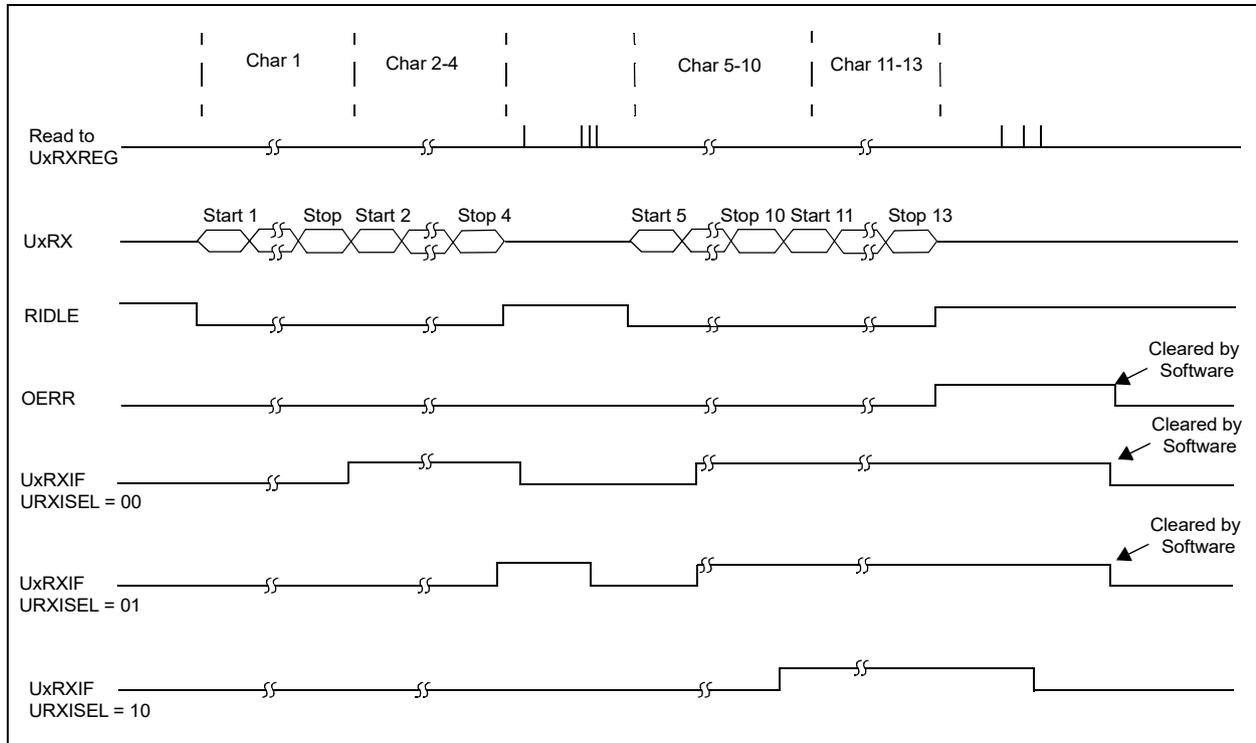 Char 1
Char 2-4
Char 5-10
Char 11-13
Read to
UxRXREG
Start 1
Stop
Start 2
Stop 4
Start 5
Stop 10
Start 11
Stop 13
UxRX
RIDLE
Cleared by
Software
OERR
Cleared by
Software
UxRXIF
URXISEL = 00
Cleared by
Software
UxRXIF
URXISEL = 01
UxRXIF
URXISEL = 10